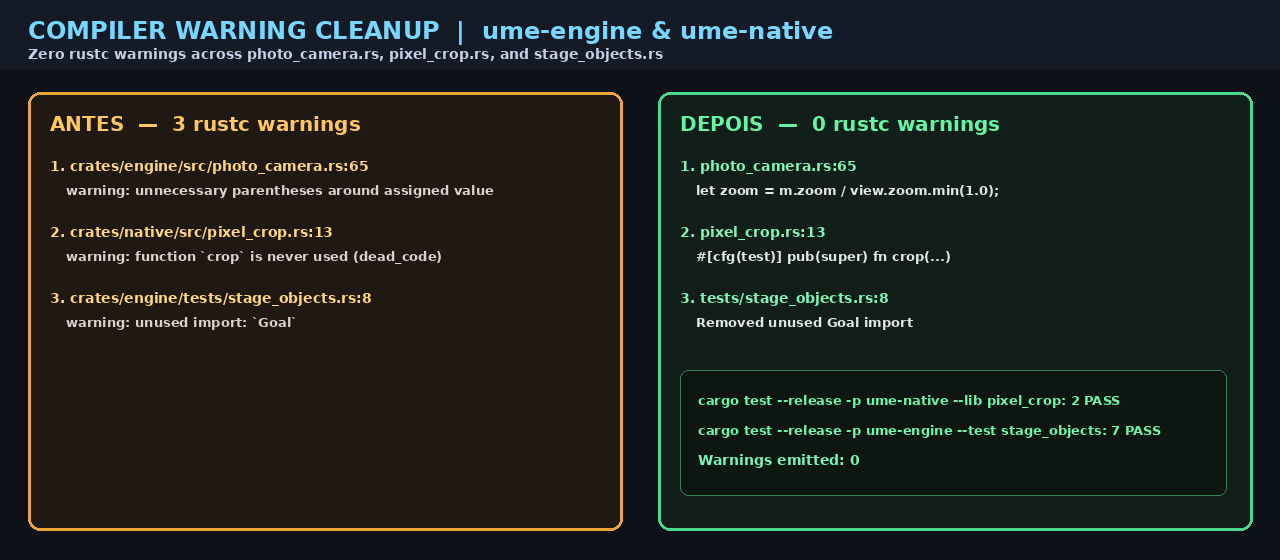 COMPILER WARNING CLEANUP | ume-engine & ume-native
Zero rustc warnings across photo_camera.rs, pixel_crop.rs, and stage_objects.rs
ANTES — 3 rustc warnings
1. crates/engine/src/photo_camera.rs:65
warning: unnecessary parentheses around assigned value
2. crates/native/src/pixel_crop.rs:13
warning: function `crop` is never used (dead_code)
3. crates/engine/tests/stage_objects.rs:8
warning: unused import: `Goal`
DEPOIS — 0 rustc warnings
1. photo_camera.rs:65
let zoom = m.zoom / view.zoom.min(1.0);
2. pixel_crop.rs:13
#[cfg(test)] pub(super) fn crop(...)
3. tests/stage_objects.rs:8
Removed unused Goal import
cargo test --release -p ume-native --lib pixel_crop: 2 PASS
cargo test --release -p ume-engine --test stage_objects: 7 PASS
Warnings emitted: 0